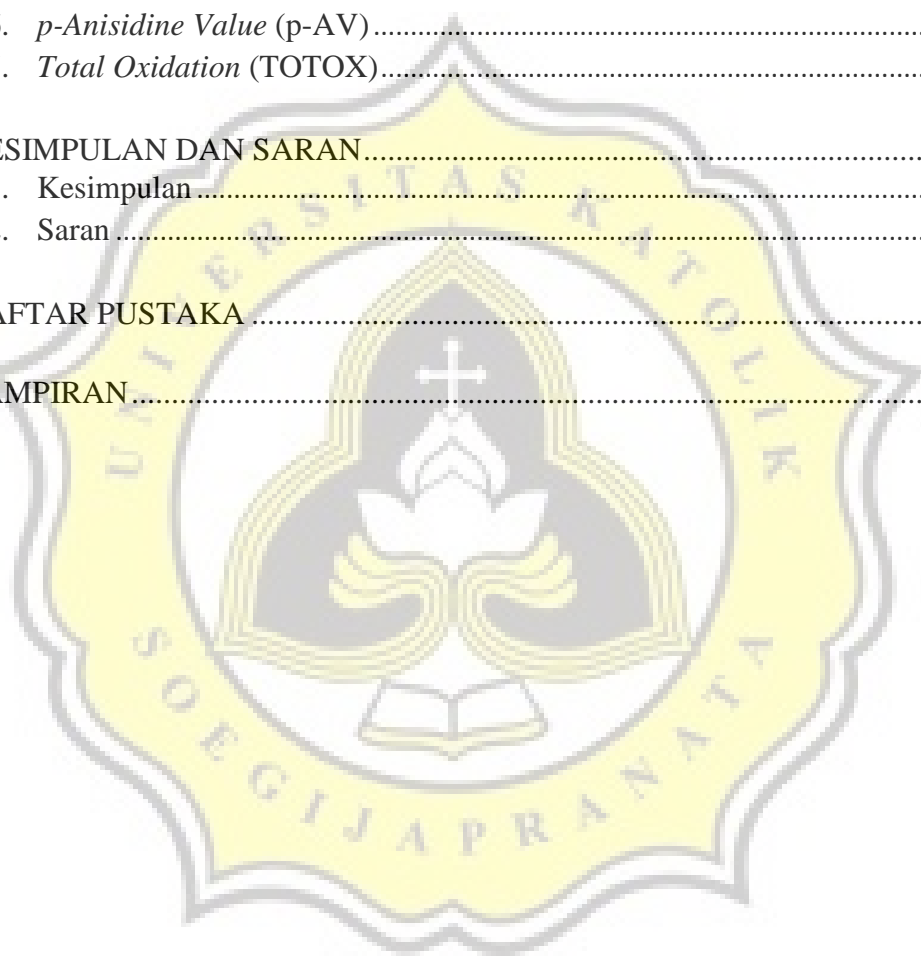 . p-Anisidine Value (p-AV)..........
. Total Oxidation (TOTOX)..........
ESIMPULAN DAN SARAN..........
. Kesimpulan..........
. Saran..........
AFTAR PUSTAKA..........
AMPIRAN..........
UNIVERSITAS KATOLIK
SOEGIJAPRANATA